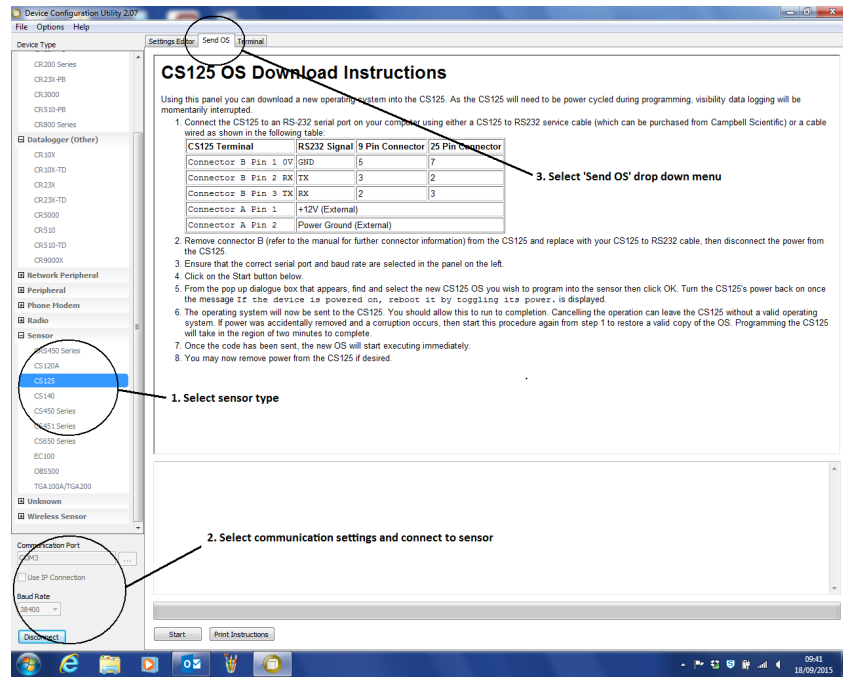 Device Configuration Utility 2.07
File Options Help
Device Type
CR200 Series
CR23X-PB
CR3000
CR510-PB
CR800 Series
Datalogger (Other)
CR10X
CR10X-TD
CR23X
CR23X-TD
CR5000
CR510
CR510-TD
CR9000X
Network Peripheral
Peripheral
Phone Modem
Radio
Sensor
CRS450 Series
CS120A
CS125
CS140
CS450 Series
CS451 Series
CS650 Series
EC100
OBS500
TGA100A/TGA200
Unknown
Wireless Sensor
Communication Port
COM3
...
Use IP Connection
Baud Rate
38400
Disconnect
Settings Editor Send OS Terminal
CS125 OS Download Instructions
Using this panel you can download a new operating system into the CS125. As the CS125 will need to be power cycled during programming, visibility data logging will be
momentarily interrupted.
1. Connect the CS125 to an RS-232 serial port on your computer using either a CS125 to RS232 service cable (which can be purchased from Campbell Scientific) or a cable
wired as shown in the following table:
CS125 Terminal RS232 Signal 9 Pin Connector 25 Pin Connector
Connector B Pin 1 0V GND 5 7
Connector B Pin 2 RX TX 3 2
Connector B Pin 3 TX RX 2 3
Connector A Pin 1 +12V (External)
Connector A Pin 2 Power Ground (External)
2. Remove connector B (refer to the manual for further connector information) from the CS125 and replace with your CS125 to RS232 cable, then disconnect the power from
the CS125.
3. Ensure that the correct serial port and baud rate are selected in the panel on the left.
4. Click on the Start button below.
5. From the pop up dialogue box that appears, find and select the new CS125 OS you wish to program into the sensor then click OK. Turn the CS125's power back on once
the message If the device is powered on, reboot it by toggling its power. is displayed.
6. The operating system will now be sent to the CS125. You should allow this to run to completion. Cancelling the operation can leave the CS125 without a valid operating
system. If power was accidentally removed and a corruption occurs, then start this procedure again from step 1 to restore a valid copy of the OS. Programming the CS125
will take in the region of two minutes to complete.
7. Once the code has been sent, the new OS will start executing immediately.
8. You may now remove power from the CS125 if desired.
3. Select 'Send OS' drop down menu
1. Select sensor type
2. Select communication settings and connect to sensor
Start Print Instructions
09:41
18/09/2015